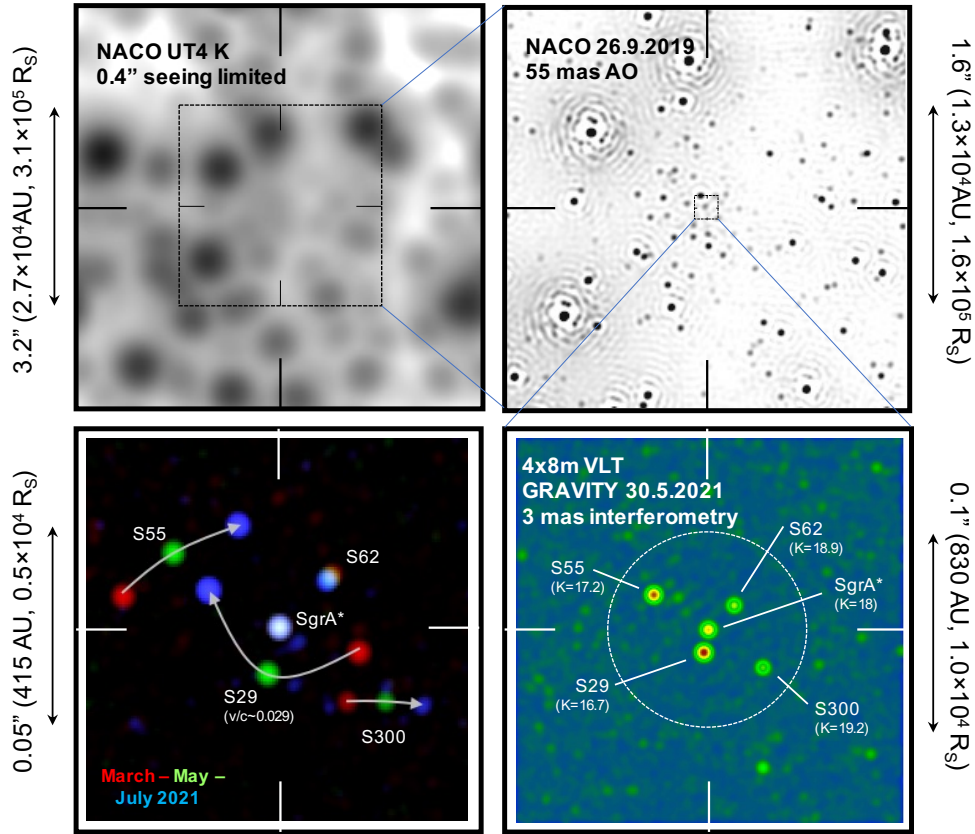 NACO UT4 K
0.4” seeing limited
3.2” (2.7×10⁴AU, 3.1×10⁵ R_S)
NACO 26.9.2019
55 mas AO
1.6” (1.3×10⁴AU, 1.6×10⁵ R_S)
S55
S62
SgrA*
S29
(v/c~0.029)
S300
March – May –
July 2021
0.05” (415 AU, 0.5×10⁴ R_S)
4x8m VLT
GRAVITY 30.5.2021
3 mas interferometry
S62
(K=18.9)
S55
(K=17.2)
SgrA*
(K=18)
S29
(K=16.7)
S300
(K=19.2)
0.1” (830 AU, 1.0×10⁴ R_S)